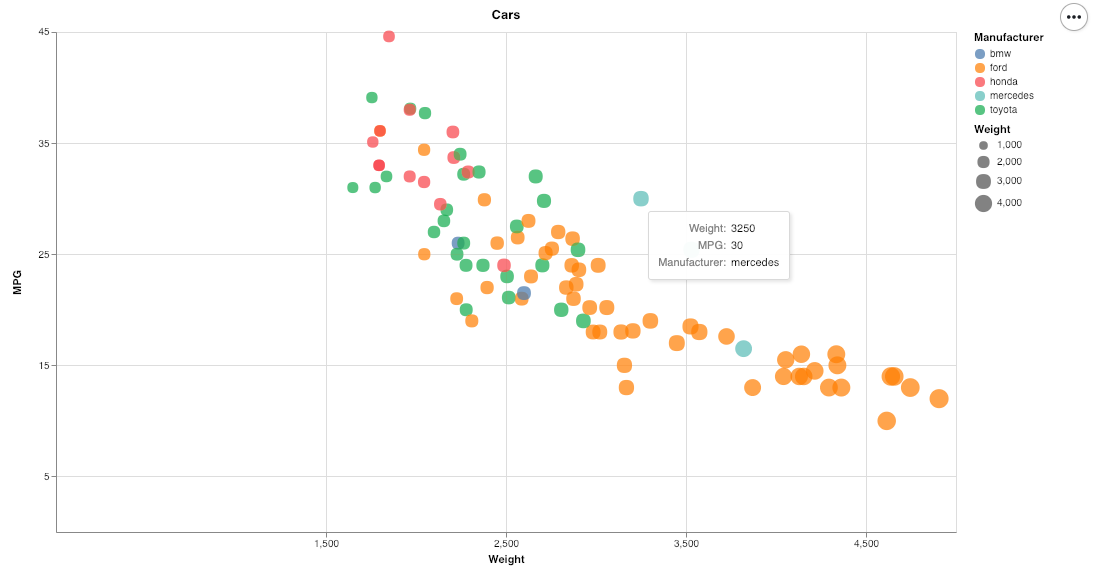 Cars
Manufacturer
bmw
ford
honda
mercedes
toyota
Weight
1,000
2,000
3,000
4,000
45
35
25
15
5
MPG
Weight: 3250
MPG: 30
Manufacturer: mercedes
1,500
2,500
3,500
4,500
Weight